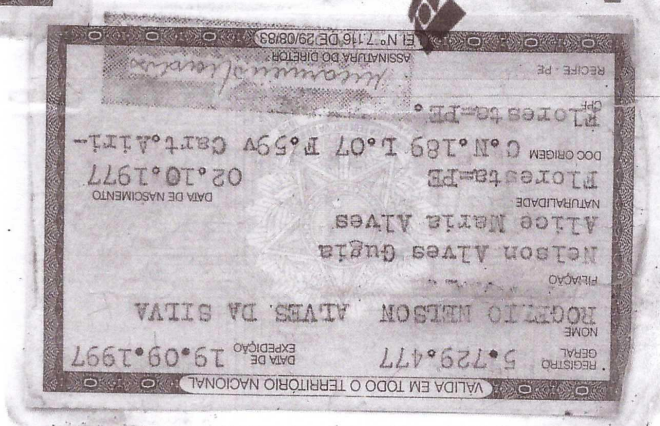 VÁLIDA EM TODO O TERRITÓRIO NACIONAL
REGISTRO GERAL 5.729.477 DATA DE EXPEDIÇÃO 19.09.1997
NOME
ROGELIO NELSON ALVES DA SILVA
FILIAÇÃO
Nelson Alves Gugia
Alice Maria Alves
NATURALIDADE DATA DE NASCIMENTO
Floresta=PE 02.10.1977
DOC ORIGEM C.N.189 L.07 F.59v Cart.Airi-
Floresta=PE.
CPF
RECIFE - PE
ASSINATURA DO DIRETOR
LEI Nº 7.116 DE 29/08/83